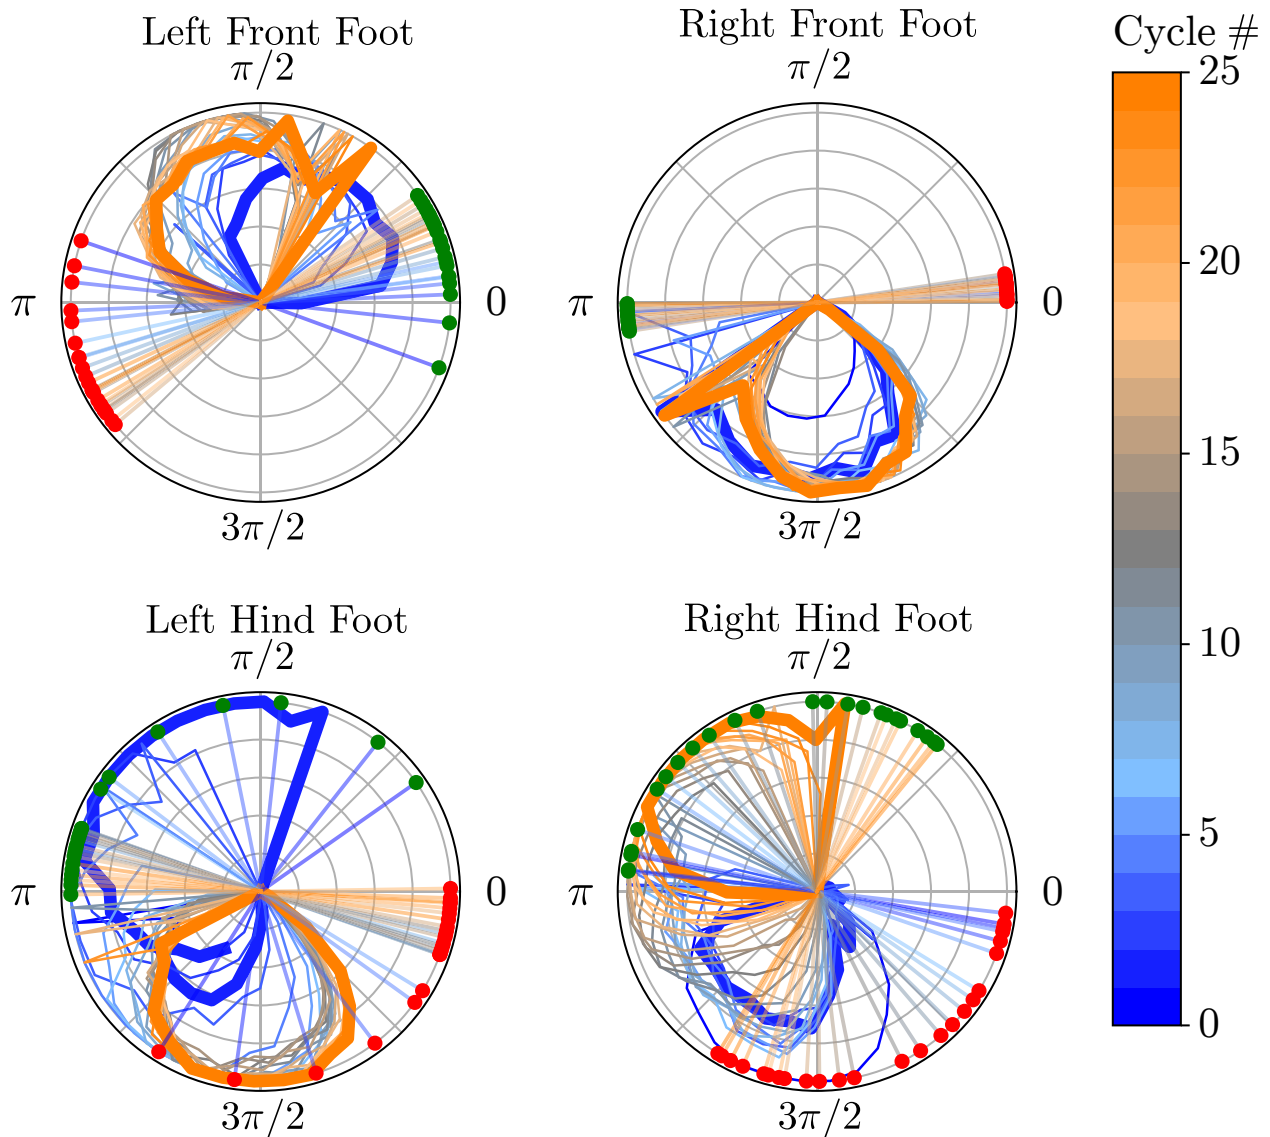 Left Front Foot
π/2
π
0
3π/2
Right Front Foot
π/2
π
0
3π/2
Left Hind Foot
π/2
π
0
3π/2
Right Hind Foot
π/2
π
0
3π/2
Cycle #
25
20
15
10
5
0